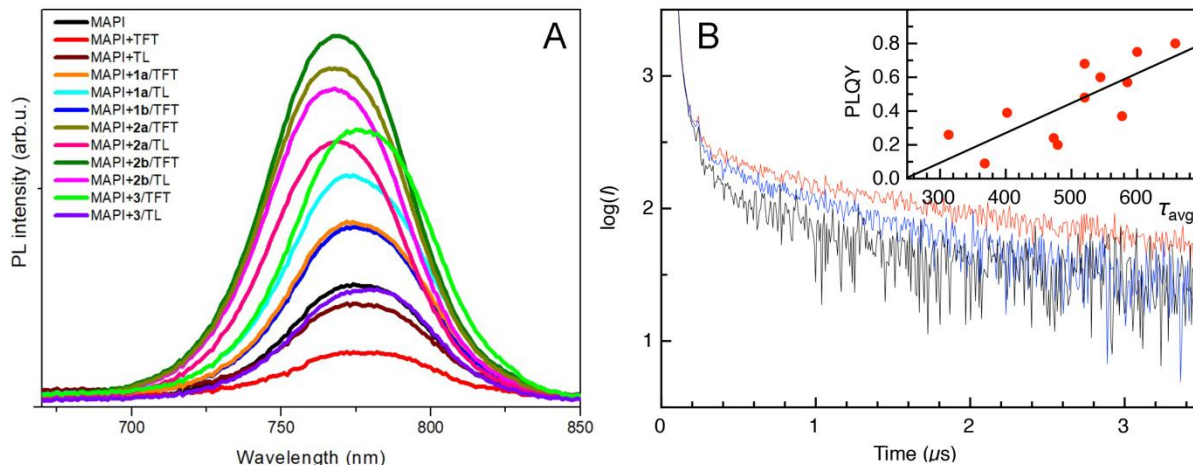 A
MAPI
MAPI+TFT
MAPI+TL
MAPI+1a/TFT
MAPI+1a/TL
MAPI+1b/TFT
MAPI+2a/TFT
MAPI+2a/TL
MAPI+2b/TFT
MAPI+2b/TL
MAPI+3/TFT
MAPI+3/TL
PL intensity (arb.u.)
700 750 800 850
Wavelength (nm)
B
3
2
1
log(I)
1 2 3
Time (μs)
0.8
0.6
0.4
0.2
0.0
PLQY
300 400 500 600 τavg